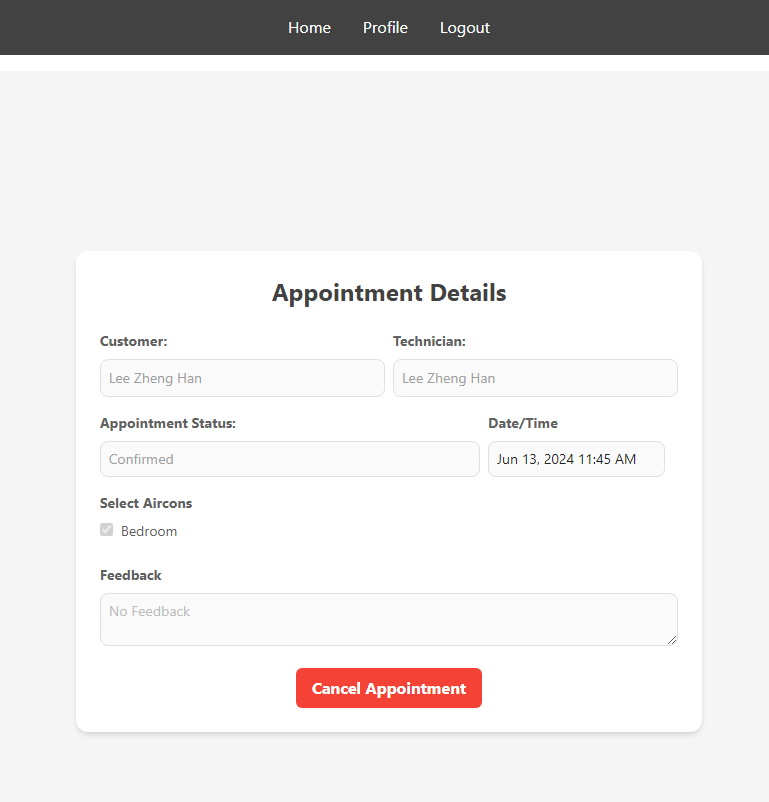 Home Profile Logout
Appointment Details
Customer: Technician:
Lee Zheng Han Lee Zheng Han
Appointment Status: Date/Time
Confirmed Jun 13, 2024 11:45 AM
Select Aircons
Bedroom
Feedback
No Feedback
Cancel Appointment